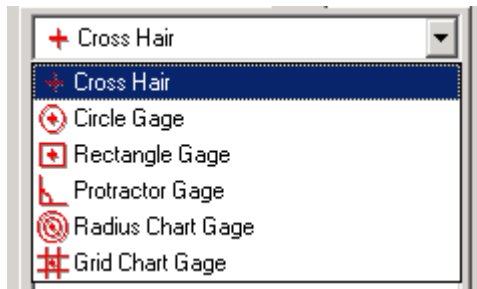 Cross Hair
Cross Hair
Circle Gage
Rectangle Gage
Protractor Gage
Radius Chart Gage
Grid Chart Gage